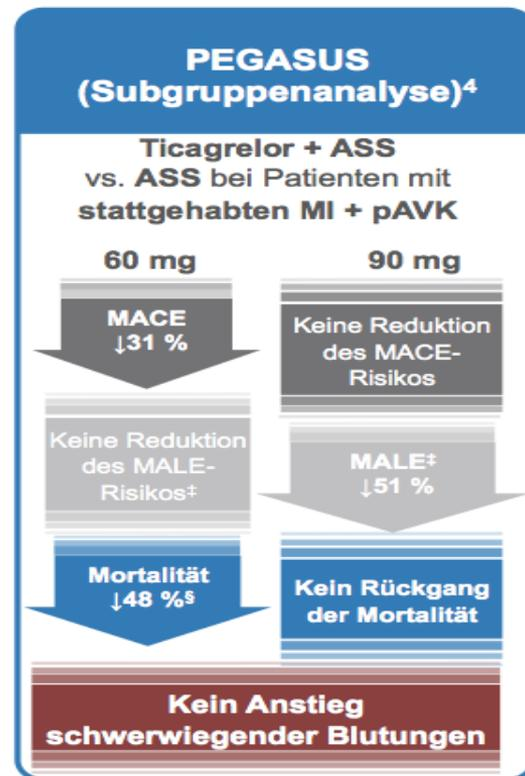 PEGASUS
(Subgruppenanalyse)⁴
Ticagrelor + ASS
vs. ASS bei Patienten mit
stattgehabten MI + pAVK
60 mg
MACE
↓31 %
Keine Reduktion
des MALE-
Risikos‡
Mortalität
↓48 %§
90 mg
Keine Reduktion
des MACE-
Risikos
MALE‡
↓51 %
Kein Rückgang
der Mortalität
Kein Anstieg
schwerwiegender Blutungen